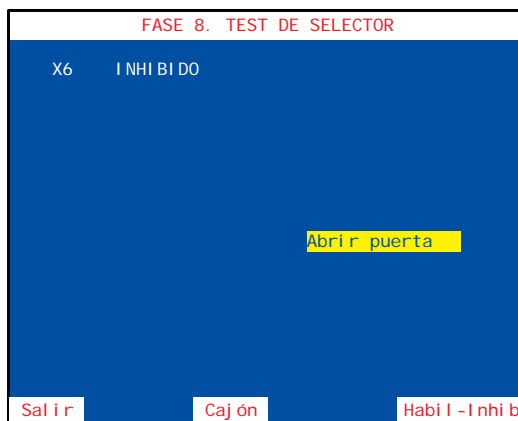 FASE 8. TEST DE SELECTOR
X6 INHIBIDO
Abrir puerta
Salir Cajón Habil-Inhib